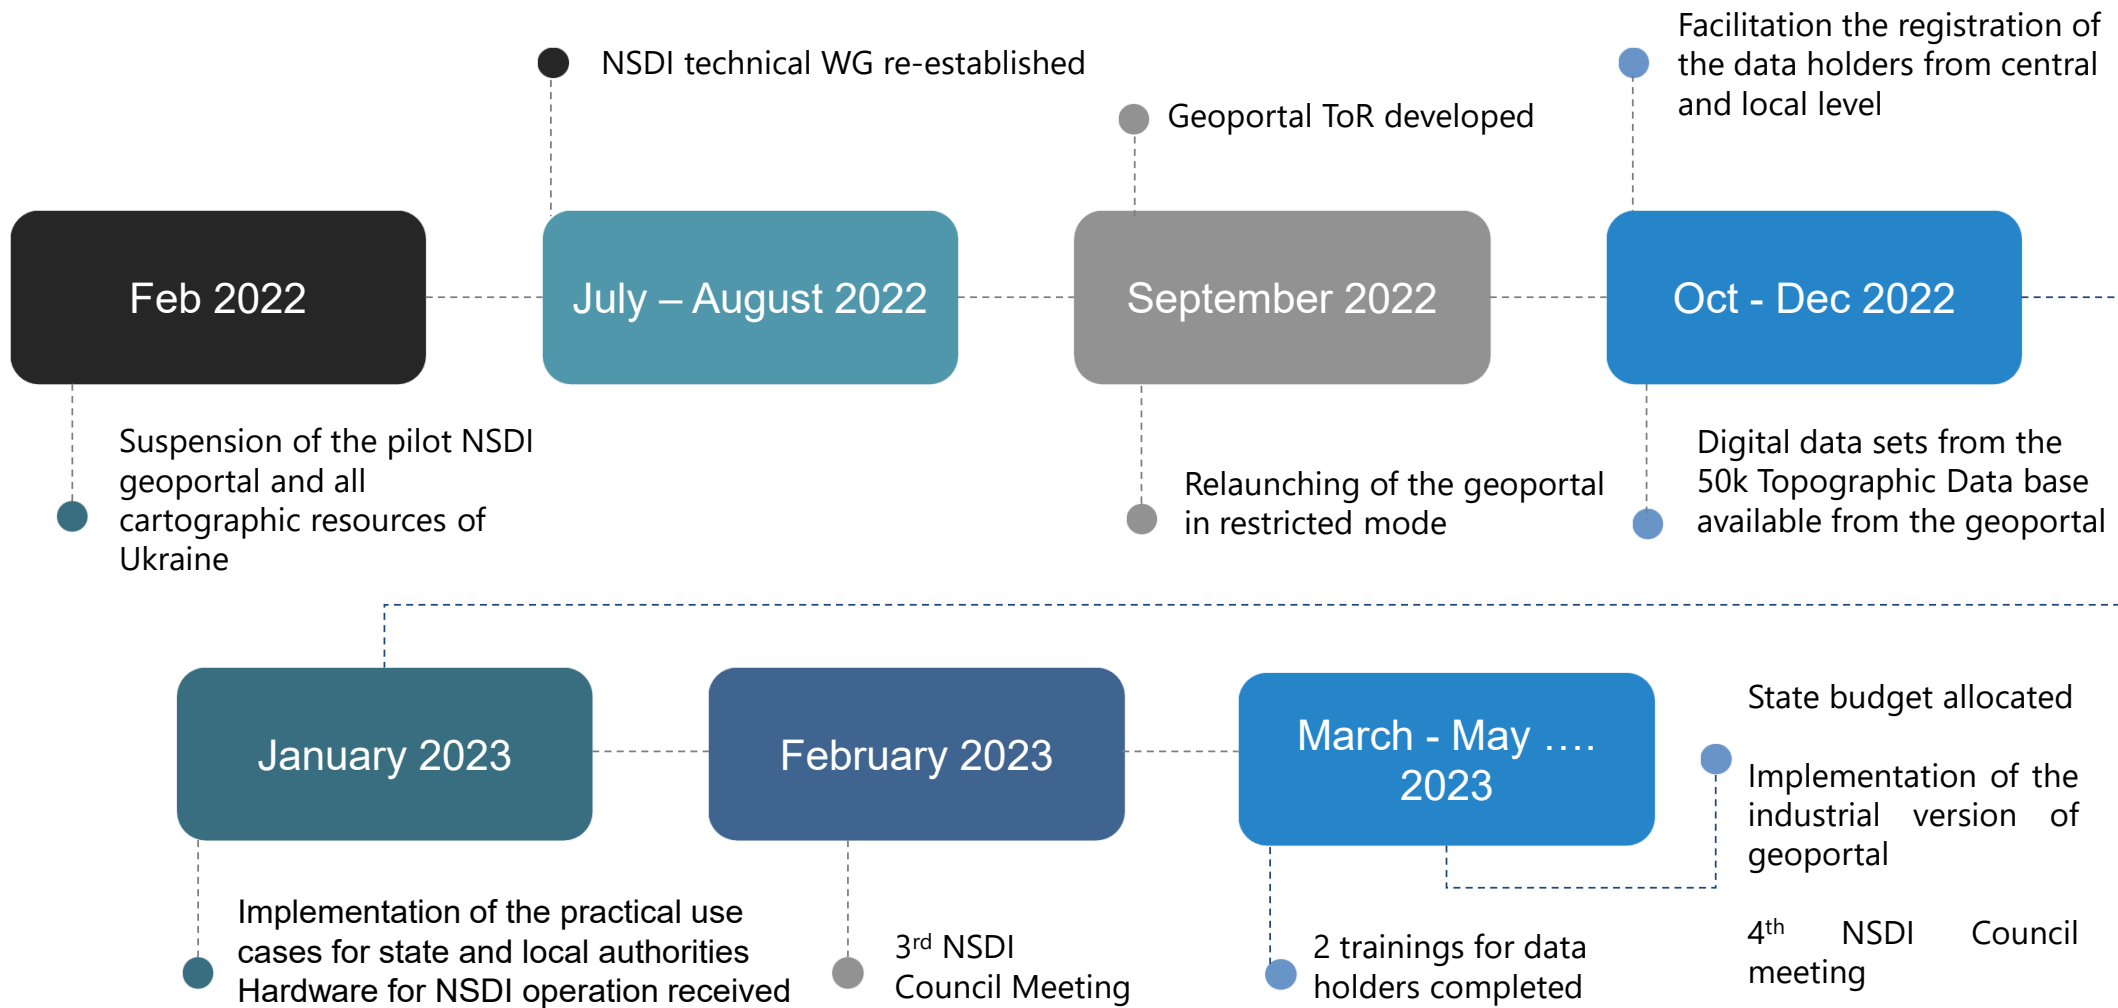 NSDI technical WG re-established
Geoportal ToR developed
Facilitation the registration of
the data holders from central
and local level
Feb 2022
July – August 2022
September 2022
Oct - Dec 2022
Suspension of the pilot NSDI
geoportal and all
cartographic resources of
Ukraine
Relaunching of the geoportal
in restricted mode
Digital data sets from the
50k Topographic Data base
available from the geoportal
January 2023
February 2023
March - May ....
2023
State budget allocated
Implementation of the
industrial version of
geoportal
4th NSDI Council
meeting
Implementation of the practical use
cases for state and local authorities
Hardware for NSDI operation received
3rd NSDI
Council Meeting
2 trainings for data
holders completed